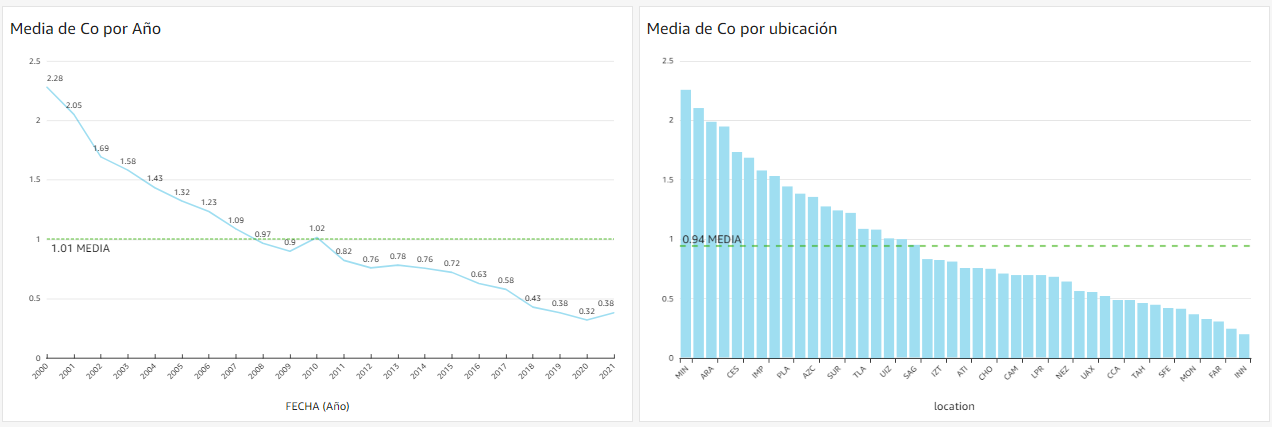 Media de Co por Año
2.5
2
1.5
1
0.5
0
2.28
2.05
1.69
1.58
1.43
1.32
1.23
1.09
0.97
0.9
1.02
0.82
0.76
0.78
0.76
0.72
0.63
0.58
0.43
0.38
0.32
0.38
1.01 MEDIA
2000
2001
2002
2003
2004
2005
2006
2007
2008
2009
2010
2011
2012
2013
2014
2015
2016
2017
2018
2019
2020
2021
FECHA (Año)
Media de Co por ubicación
2.5
2
1.5
1
0.5
0
0.94 MEDIA
MIN
ARA
CES
IMP
PLA
AZC
SUR
TLA
UIZ
SAG
IZT
ATI
CHO
CAM
LPR
NEZ
UAX
CCA
TAH
SFE
MON
FAR
INN
location